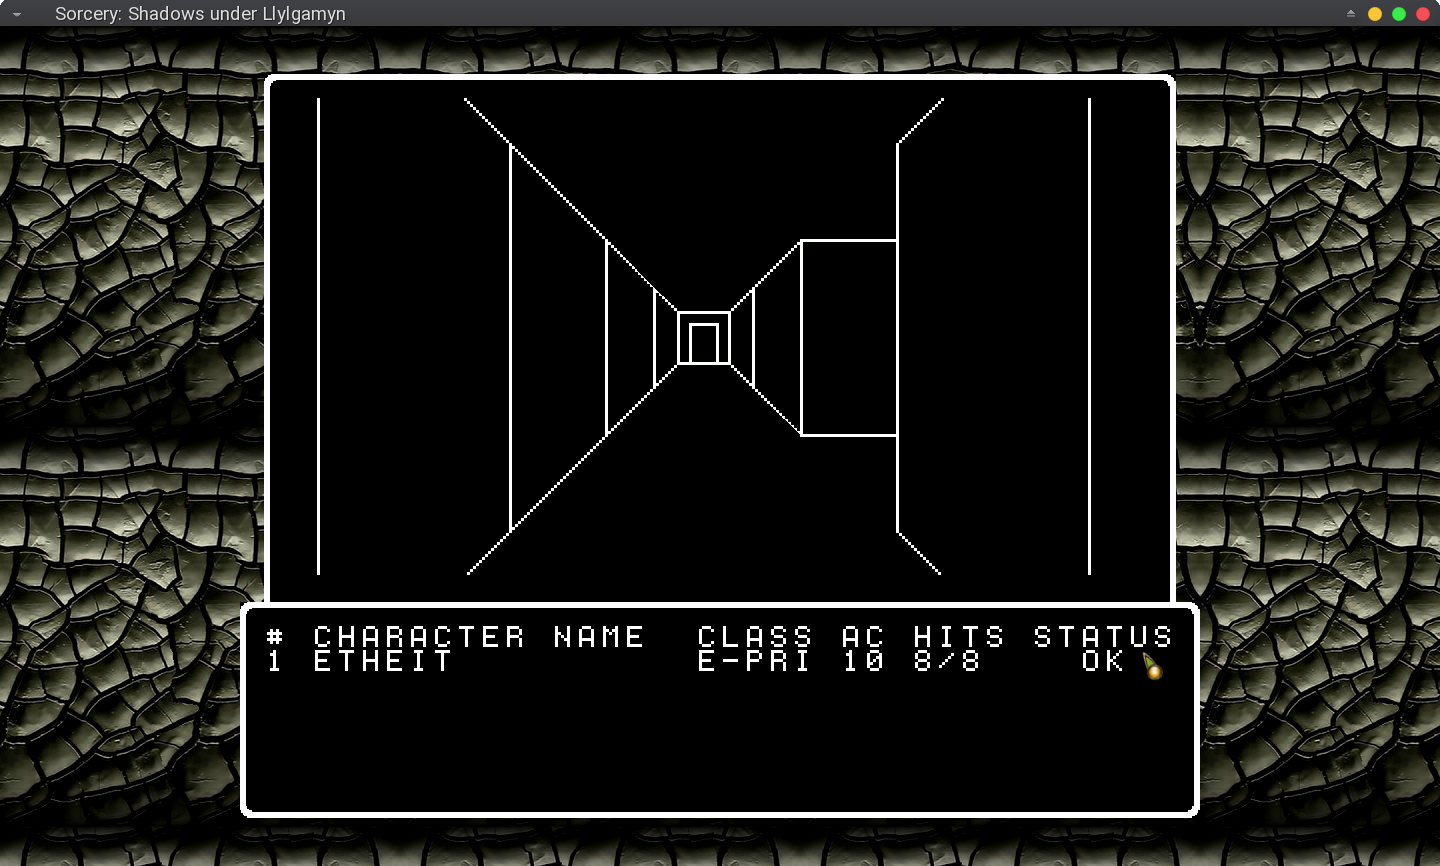 Sorcery: Shadows under Llylgamyn
# CHARACTER NAME CLASS AC HITS STATUS
1 ETHEIT E-PRI 10 8/8 OK